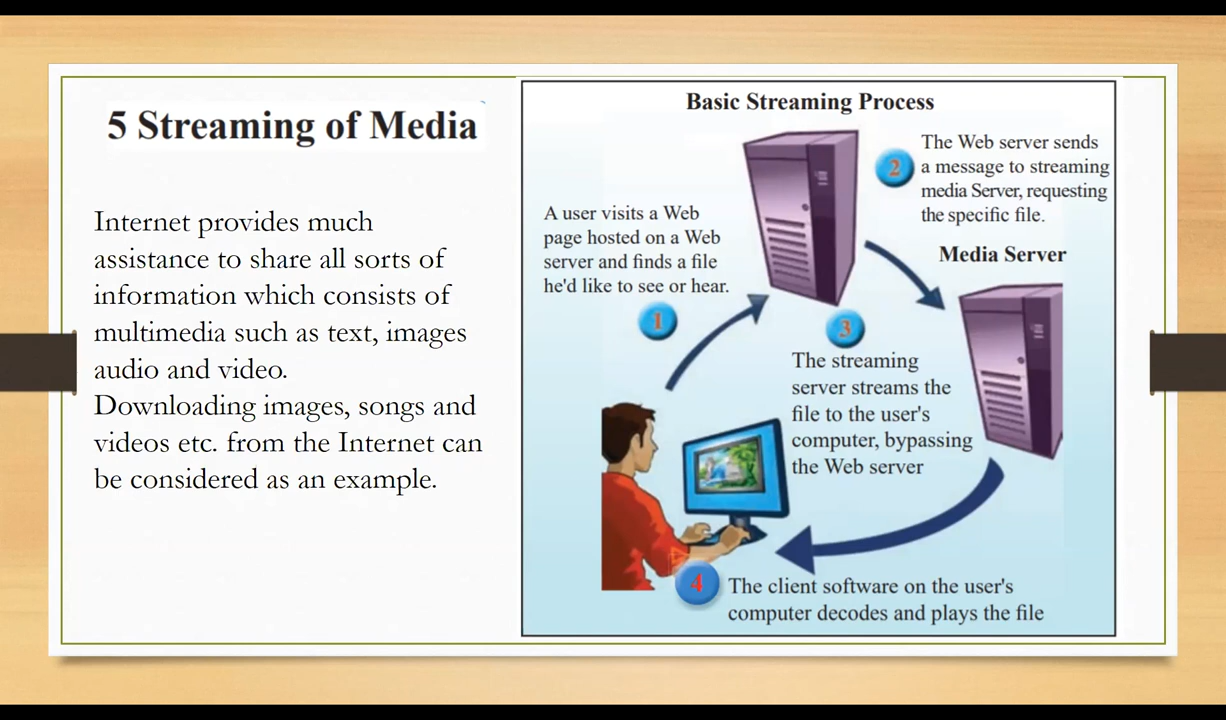 5 Streaming of Media
Internet provides much
assistance to share all sorts of
information which consists of
multimedia such as text, images
audio and video.
Downloading images, songs and
videos etc. from the Internet can
be considered as an example.
Basic Streaming Process
1
A user visits a Web
page hosted on a Web
server and finds a file
he'd like to see or hear.
2
The Web server sends
a message to streaming
media Server, requesting
the specific file.
Media Server
3
The streaming
server streams the
file to the user's
computer, bypassing
the Web server
4
The client software on the user's
computer decodes and plays the file